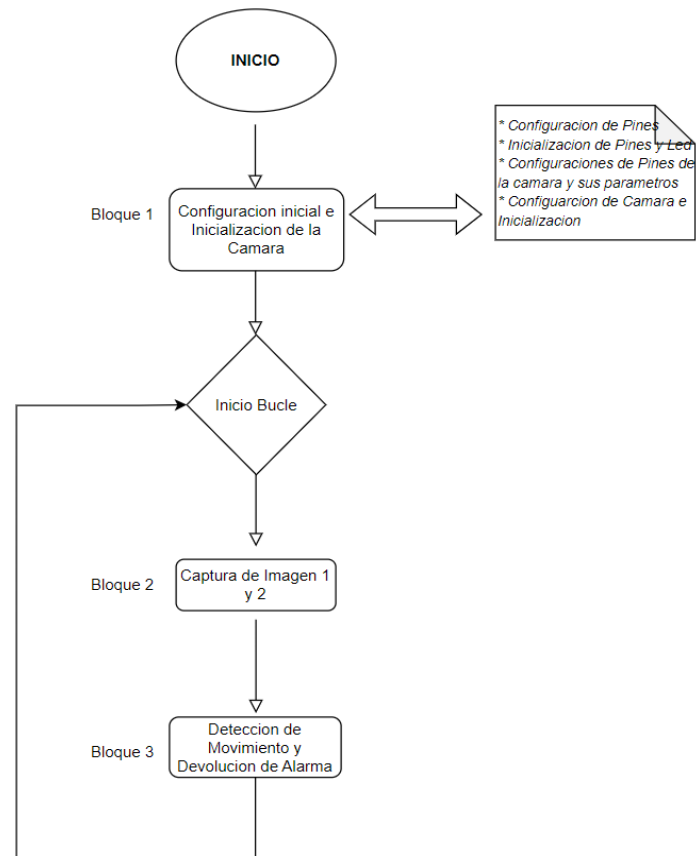 INICIO
* Configuracion de Pines
* Inicialización de Pines y Led
* Configuraciones de Pines de
la camara y sus parametros
* Configuarcion de Camara e
Inicializacion
Bloque 1
Configuracion inicial e
Inicializacion de la
Camara
Inicio Bucle
Bloque 2
Captura de Imagen 1
y 2
Bloque 3
Deteccion de
Movimiento y
Devolucion de Alarma